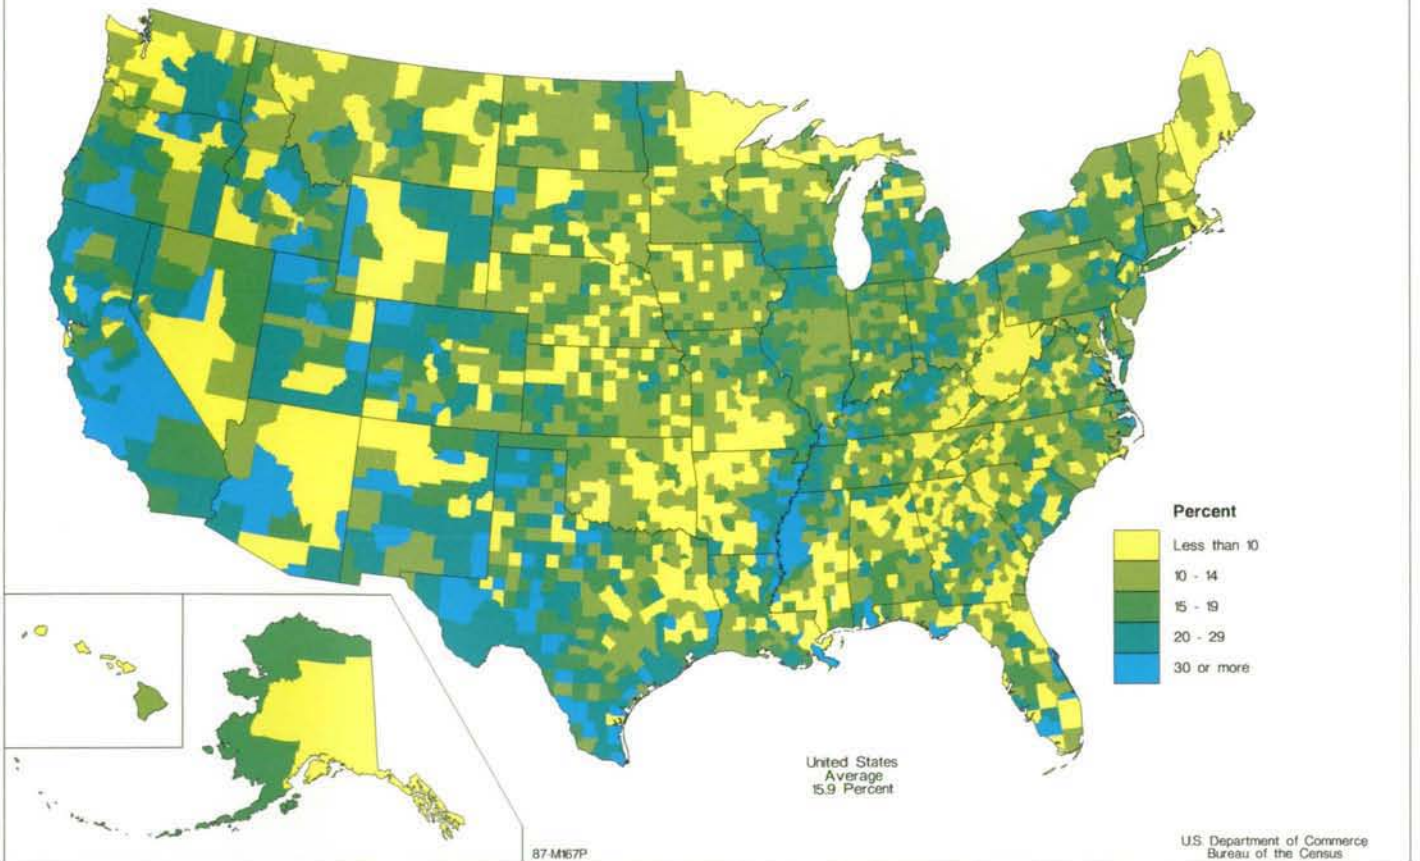 Percent
Less than 10
10 - 14
15 - 19
20 - 29
30 or more
United States
Average
15.9 Percent
87-M167P
U.S. Department of Commerce
Bureau of the Census